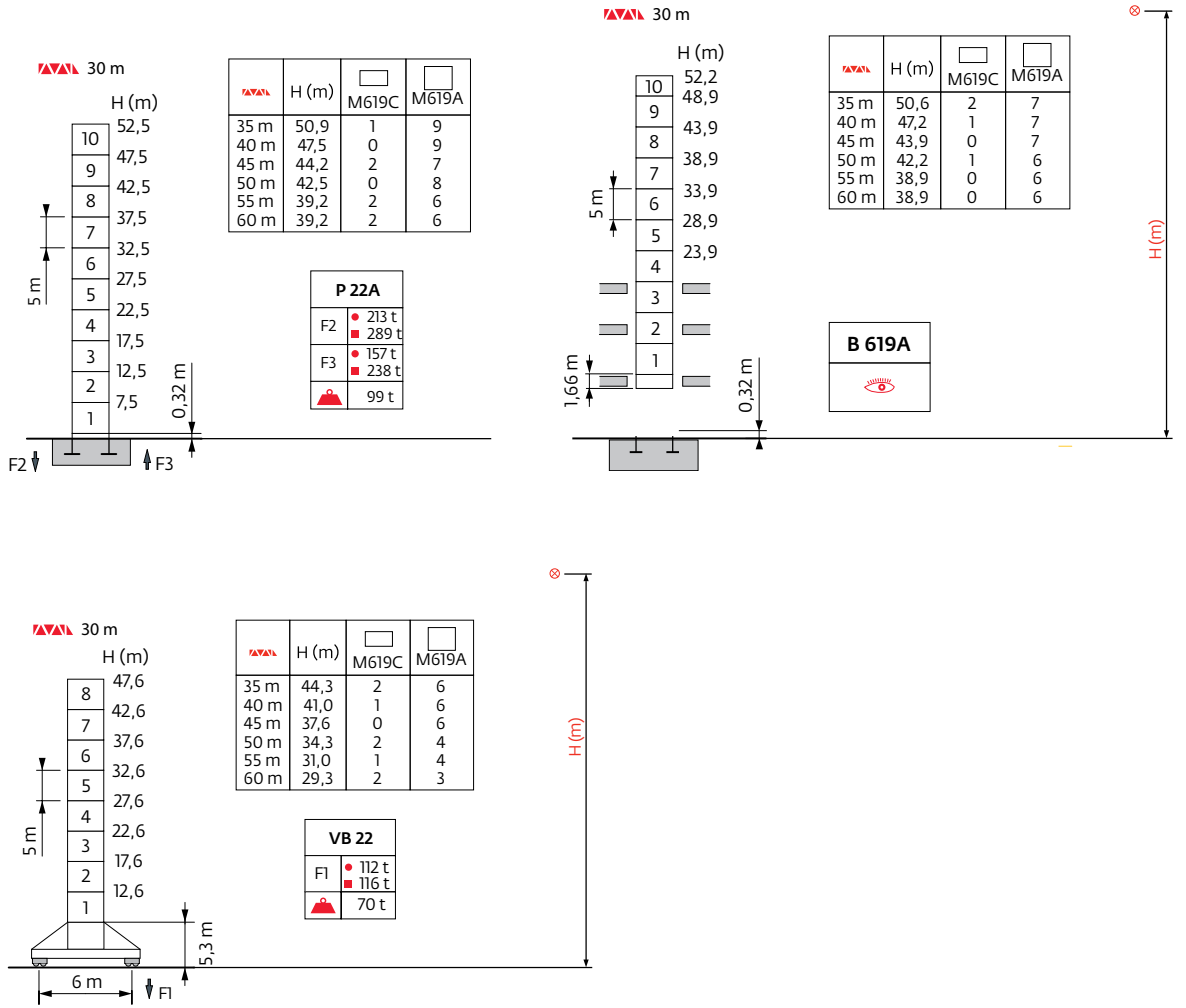 30 m
H (m)
52,5
10
47,5
9
42,5
8
37,5
7
32,5
6
27,5
5
22,5
4
17,5
3
12,5
2
7,5
1
5 m
0,32 m
F2
F3
H (m) M619C M619A
35 m 50,9 1 9
40 m 47,5 0 9
45 m 44,2 2 7
50 m 42,5 0 8
55 m 39,2 2 6
60 m 39,2 2 6
P 22A
F2 213 t
289 t
F3 157 t
238 t
99 t
30 m
H (m)
52,2
10
48,9
9
43,9
8
38,9
7
33,9
6
28,9
5
23,9
4
3
2
1
5 m
1,66 m
0,32 m
H (m) M619C M619A
35 m 50,6 2 7
40 m 47,2 1 7
45 m 43,9 0 7
50 m 42,2 1 6
55 m 38,9 0 6
60 m 38,9 0 6
B 619A
H (m)
30 m
H (m)
47,6
8
42,6
7
37,6
6
32,6
5
27,6
4
22,6
3
17,6
2
12,6
1
5 m
5,3 m
6 m
F1
H (m) M619C M619A
35 m 44,3 2 6
40 m 41,0 1 6
45 m 37,6 0 6
50 m 34,3 2 4
55 m 31,0 1 4
60 m 29,3 2 3
VB 22
F1 112 t
116 t
70 t
H (m)